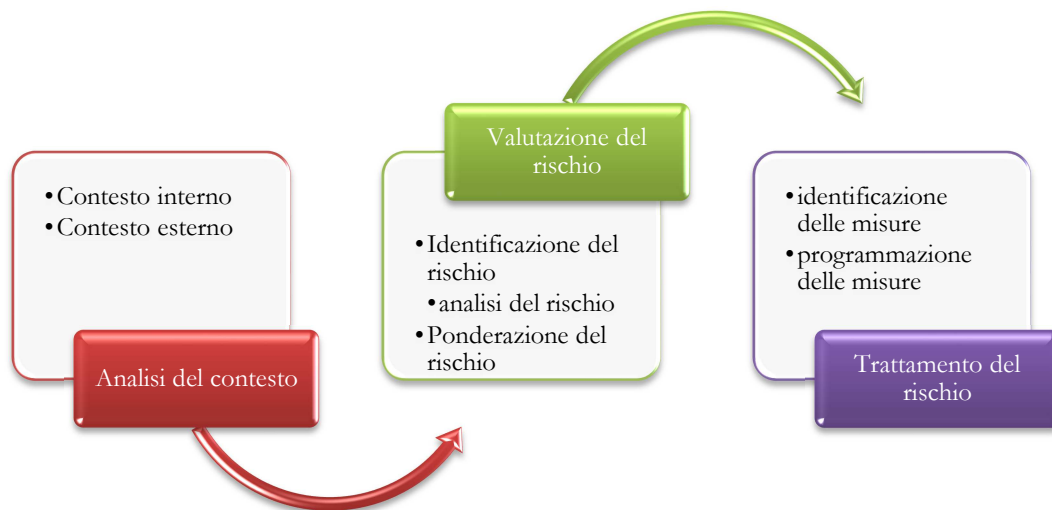 • Contesto interno
• Contesto esterno
Analisi del contesto
Valutazione del
rischio
• Identificazione del
rischio
• analisi del rischio
• Ponderazione del
rischio
• identificazione
delle misure
• programmazione
delle misure
Trattamento del
rischio